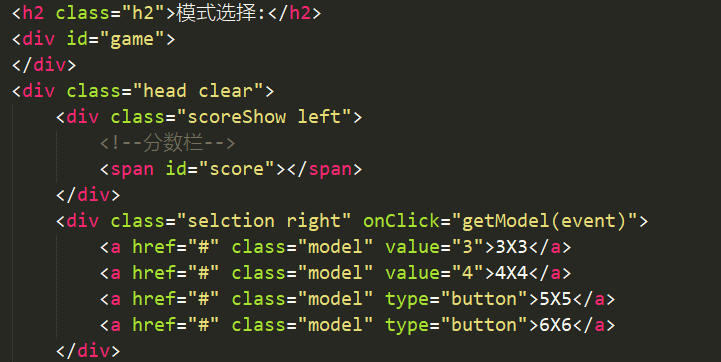 <h2 class="h2">模式选择:</h2>
<div id="game">
</div>
<div class="head clear">
    <div class="scoreShow left">
        <!--分数栏-->
        <span id="score"></span>
    </div>
    <div class="selction right" onClick="getModel(event)">
        <a href="#" class="model" value="3">3X3</a>
        <a href="#" class="model" value="4">4X4</a>
        <a href="#" class="model" type="button">5X5</a>
        <a href="#" class="model" type="button">6X6</a>
    </div>